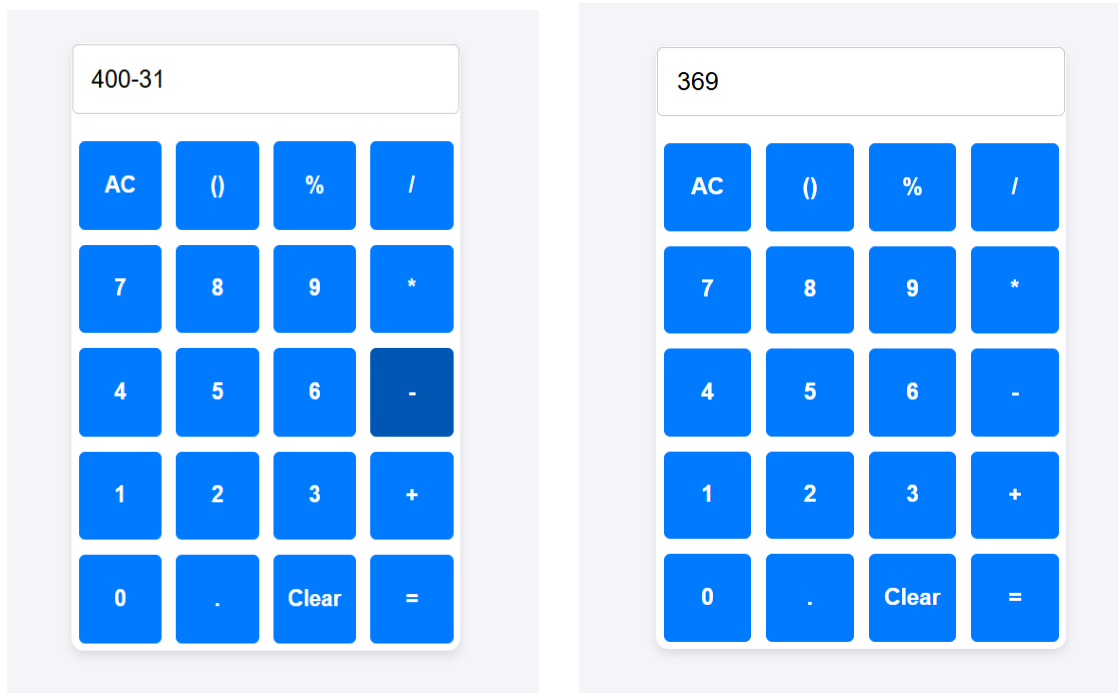 400-31
AC () % /
7 8 9 *
4 5 6 -
1 2 3 +
0 . Clear =
369
AC () % /
7 8 9 *
4 5 6 -
1 2 3 +
0 . Clear =